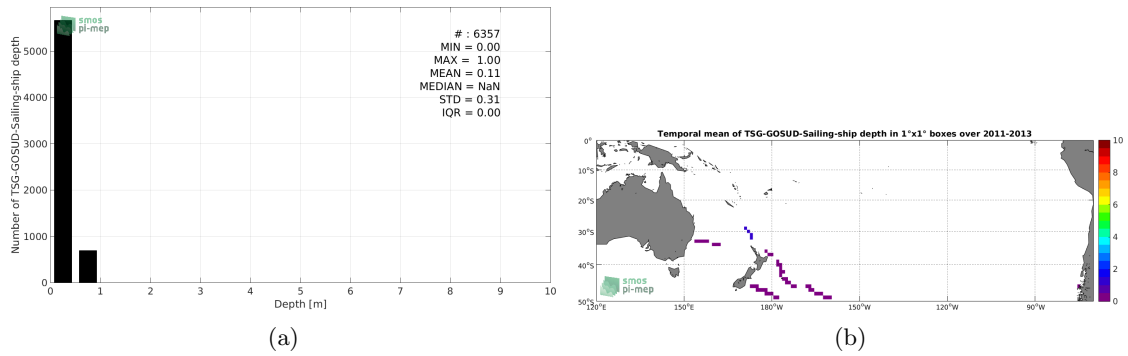 smos
pi-mep
# : 6357
MIN = 0.00
MAX = 1.00
MEAN = 0.11
MEDIAN = NaN
STD = 0.31
IQR = 0.00
Number of TSG-GOSUD-Sailing-ship depth
5000
4000
3000
2000
1000
0
0 1 2 3 4 5 6 7 8 9 10
Depth [m]
(a)
Temporal mean of TSG-GOSUD-Sailing-ship depth in 1°x1° boxes over 2011-2013
0°
10°S
20°S
30°S
40°S
50°S
120°E 150°E 180°W 150°W 120°W 90°W
smos
pi-mep
10
8
6
4
2
0
(b)